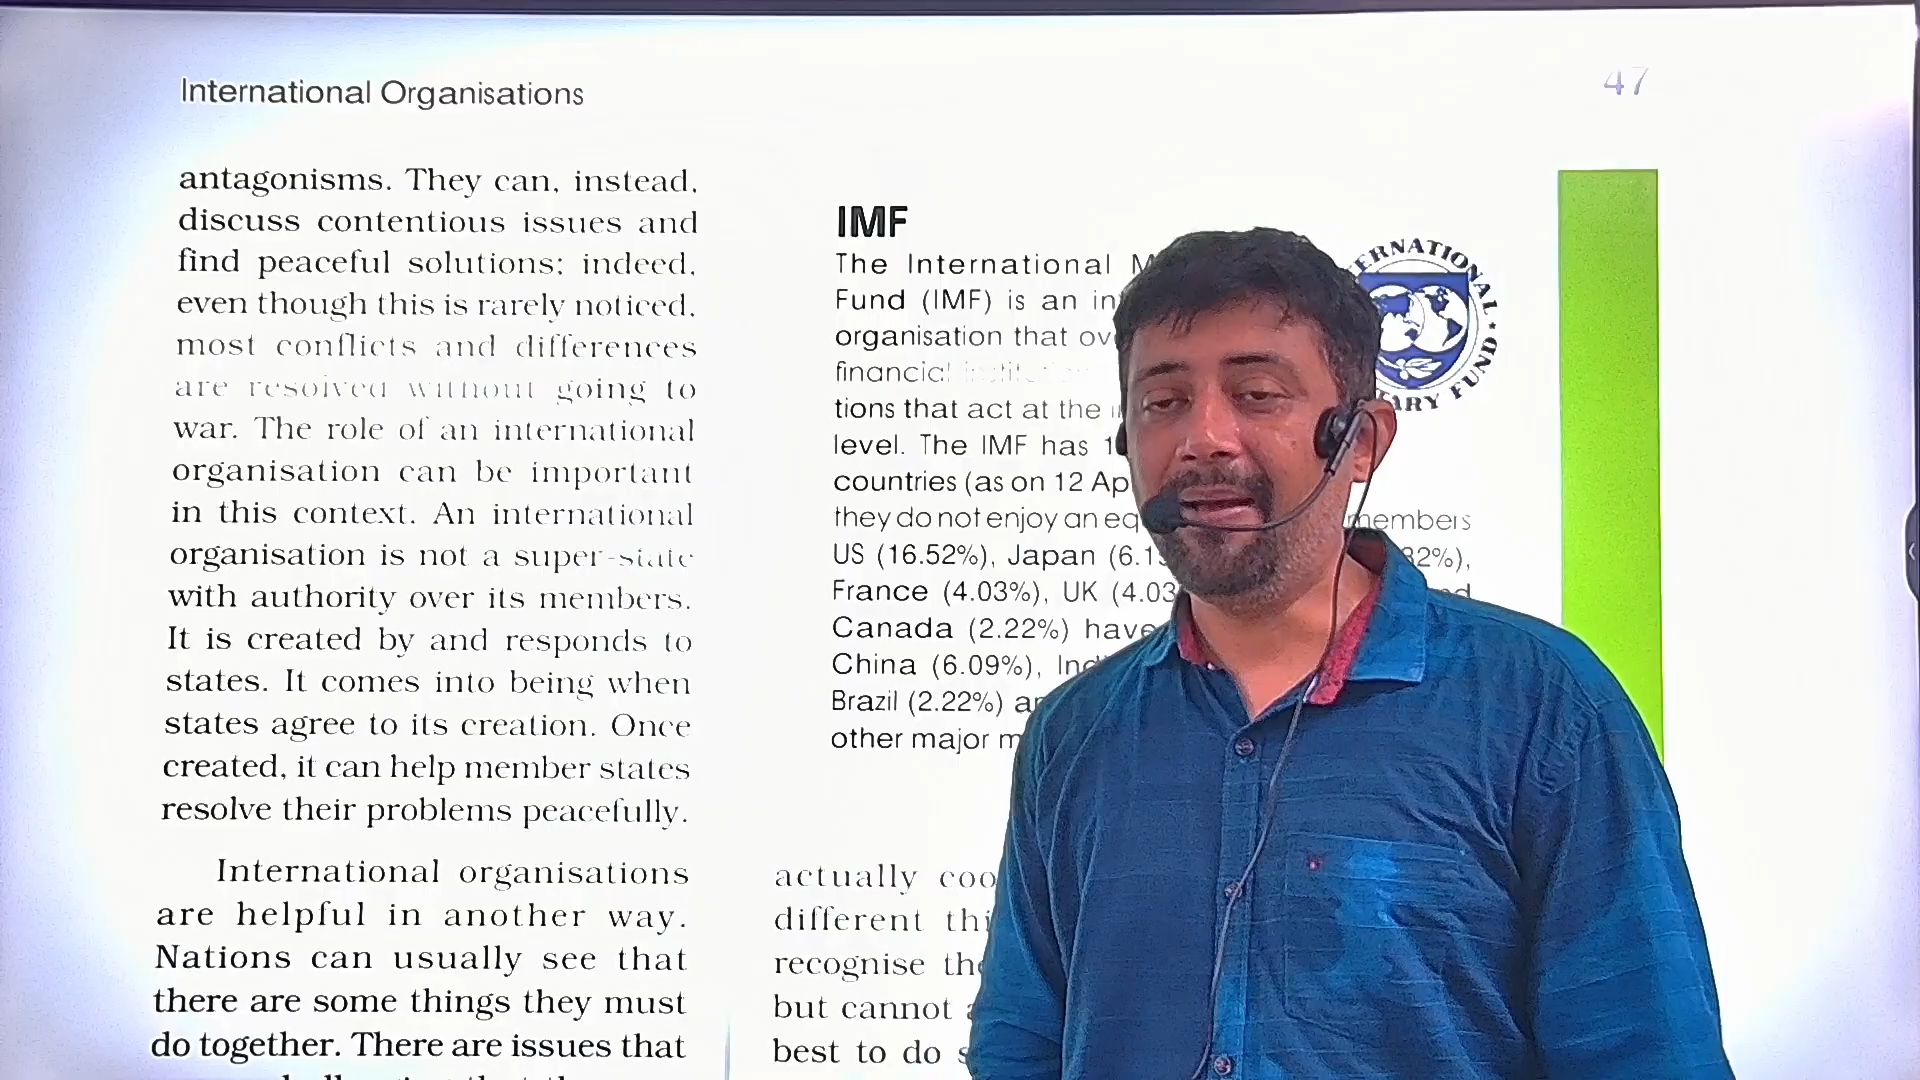 International Organisations
47
antagonisms. They can, instead,
discuss contentious issues and
find peaceful solutions; indeed,
even though this is rarely noticed,
most conflicts and differences
are resolved without going to
war. The role of an international
organisation can be important
in this context. An international
organisation is not a super-state
with authority over its members.
It is created by and responds to
states. It comes into being when
states agree to its creation. Once
created, it can help member states
resolve their problems peacefully.
International organisations
are helpful in another way.
Nations can usually see that
there are some things they must
do together. There are issues that
IMF
The International
Fund (IMF) is an
organisation that
financial
tions that act at the
level. The IMF has
countries (as on 12
they do not enjoy an members
US (16.52%), Japan
France (4.03%), UK
Canada (2.22%) have
China (6.09%),
Brazil (2.22%)
other major
FUND
actually
different
recognise
but cannot
best to do